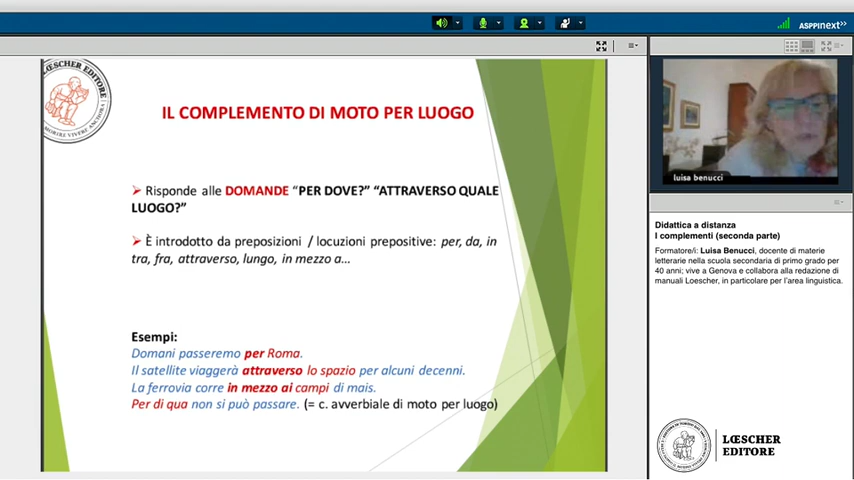 ASPPInext>>
LŒSCHER EDITORE
MORIRE VIVERE ANCHORA
IL COMPLEMENTO DI MOTO PER LUOGO
➢ Risponde alle DOMANDE “PER DOVE?” “ATTRAVERSO QUALE
LUOGO?”
➢ È introdotto da preposizioni / locuzioni prepositive: per, da, in
tra, fra, attraverso, lungo, in mezzo a...
Esempi:
Domani passeremo per Roma.
Il satellite viaggerà attraverso lo spazio per alcuni decenni.
La ferrovia corre in mezzo ai campi di mais.
Per di qua non si può passare. (= c. avverbiale di moto per luogo)
luisa benucci
Didattica a distanza
I complementi (seconda parte)
Formatore/i: Luisa Benucci, docente di materie
letterarie nella scuola secondaria di primo grado per
40 anni; vive a Genova e collabora alla redazione di
manuali Loescher, in particolare per l'area linguistica.
LŒSCHER
EDITORE